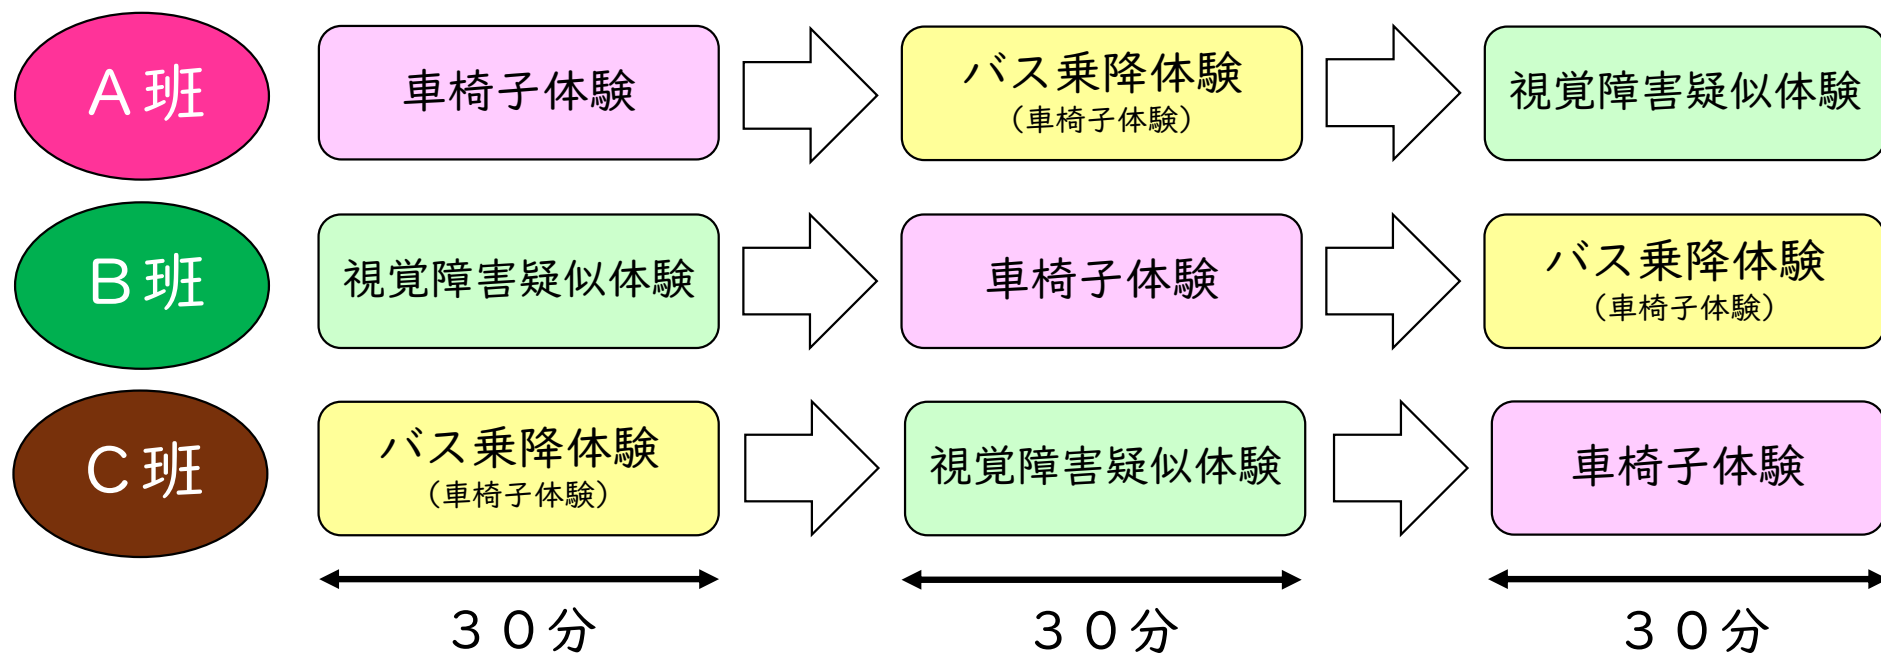 A班
車椅子体験
バス乗降体験
（車椅子体験）
視覚障害疑似体験
B班
視覚障害疑似体験
車椅子体験
バス乗降体験
（車椅子体験）
C班
バス乗降体験
（車椅子体験）
視覚障害疑似体験
車椅子体験
３０分
３０分
３０分